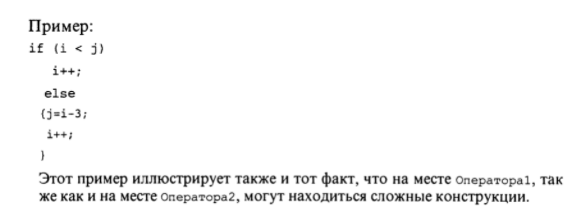 Пример:
if (i < j)
i++;
else
{j=i-3;
i++;
}
Этот пример иллюстрирует также и тот факт, что на месте Оператора1, так
же как и на месте Оператора2, могут находиться сложные конструкции.